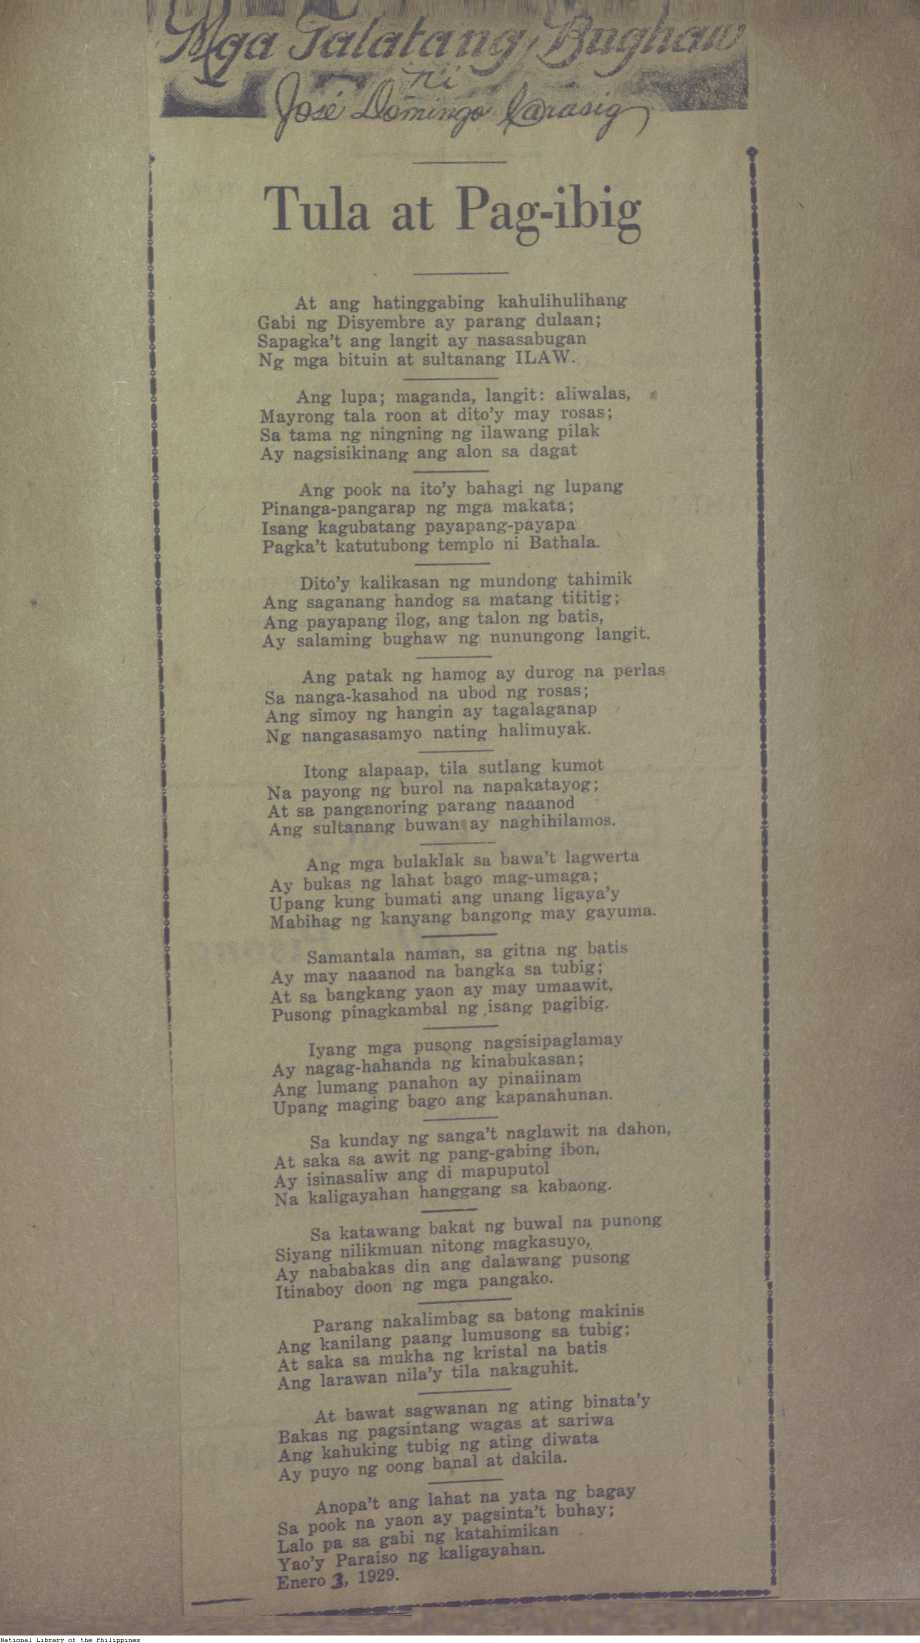 Mga Talatang Bughaw
ni
José Domingo Karasig
Tula at Pag-ibig
At ang hatinggabing kahulihulihang
Gabi ng Disyembre ay parang dulaan;
Sapagka't ang langit ay nasasabugan
Ng mga bituin at sultanang ILAW.
Ang lupa; maganda, langit: aliwalas,
Mayrong tala roon at dito'y may rosas;
Sa tama ng ningning ng ilawang pilak
Ay nagsisikinang ang alon sa dagat
Ang pook na ito'y bahagi ng lupang
Pinanga-pangarap ng mga makata;
Isang kagubatang payapang-payapa
Pagka't katutubong templo ni Bathala.
Dito'y kalikasan ng mundong tahimik
Ang saganang handog sa matang tititig;
Ang payapang ilog, ang talon ng batis,
Ay salaming bughaw ng nunungong langit.
Ang patak ng hamog ay durog na perlas
Sa nanga-kasahod na ubod ng rosas;
Ang simoy ng hangin ay tagalaganap
Ng nangasasamyo nating halimuyak.
Itong alapaap, tila sutlang kumot
Na payong ng burol na napakatayog;
At sa panganoring parang naaanod
Ang sultanang buwan ay naghihilamos.
Ang mga bulaklak sa bawa't lagwerta
Ay bukas ng lahat bago mag-umaga;
Upang kung bumati ang unang ligaya'y
Mabihag ng kanyang bangong may gayuma.
Samantala naman, sa gitna ng batis
Ay may naaanod na bangka sa tubig;
At sa bangkang yaon ay may umaawit,
Pusong pinagkambal ng isang pagibig.
Iyang mga pusong nagsisipaglamay
Ay nagag-hahanda ng kinabukasan;
Ang lumang panahon ay pinaiinam
Upang maging bago ang kapanahunan.
Sa kunday ng sanga't naglawit na dahon,
At saka sa awit ng pang-gabing ibon,
Ay isinasaliw ang di mapuputol
Na kaligayahan hanggang sa kabaong.
Sa katawang bakat ng buwal na punong
Siyang nilikmuan nitong magkasuyo,
Ay nababakas din ang dalawang pusong
Itinaboy doon ng mga pangako.
Parang nakalimbag sa batong makinis
Ang kanilang paang lumusong sa tubig;
At saka sa mukha ng kristal na batis
Ang larawan nila'y tila nakaguhit.
At bawat sagwanan ng ating binata'y
Bakas ng pagsintang wagas at sariwa
Ang kahuking tubig ng ating diwata
Ay puyo ng oong banal at dakila.
Anopa't ang lahat na yata ng bagay
Sa pook na yaon ay pagsinta't buhay;
Lalo pa sa gabi ng katahimikan
Yao'y Paraiso ng kaligayahan.
Enero 3, 1929.
National Library of the Philippines